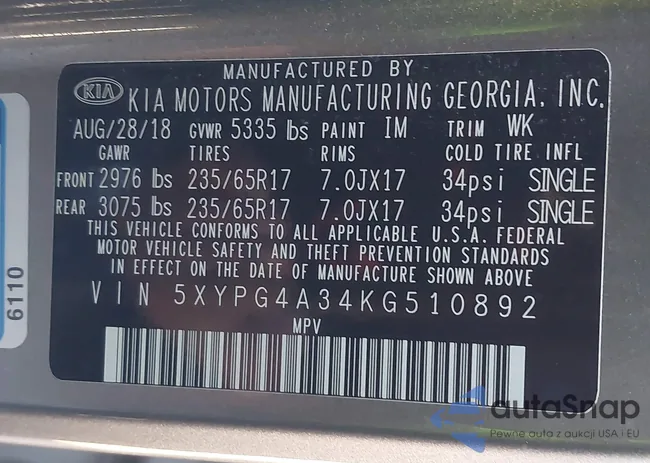 MANUFACTURED BY
KIA KIA MOTORS MANUFACTURING GEORGIA, INC.
AUG/28/18 GVWR 5335 lbs PAINT IM TRIM WK
GAWR TIRES RIMS COLD TIRE INFL
FRONT 2976 lbs 235/65R17 7.0JX17 34psi SINGLE
REAR 3075 lbs 235/65R17 7.0JX17 34psi SINGLE
THIS VEHICLE CONFORMS TO ALL APPLICABLE U.S.A. FEDERAL
MOTOR VEHICLE SAFETY AND THEFT PREVENTION STANDARDS
IN EFFECT ON THE DATE OF MANUFACTURE SHOWN ABOVE
VIN 5XYPG4A34KG510892
MPV
6110
autaSnap
Pewne auta z aukcji USA i EU